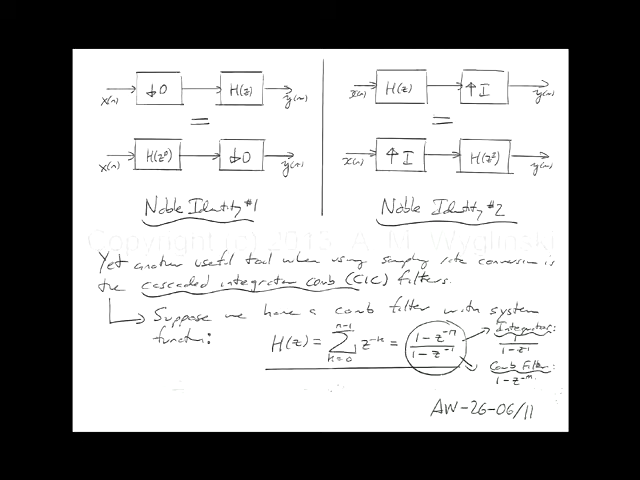 x(n) ↓D H(z) y(m)
=
x(n) H(z^D) ↓D y(m)
Noble Identity #1
x(n) H(z) ↑I y(m)
=
x(n) ↑I H(z^I) y(m)
Noble Identity #2
Copyright (c) 2013 A. M. Wyglinski
Yet another useful tool when using sampling rate conversion is
the cascaded integrator comb (CIC) filters.
Suppose we have a comb filter with system
function:
H(z) = Σ_{k=0}^{M-1} z^{-k} = (1-z^{-M})/(1-z^{-1})
Integrator:
1/(1-z^{-1})
Comb Filter:
1-z^{-M}
AW-26-06/11